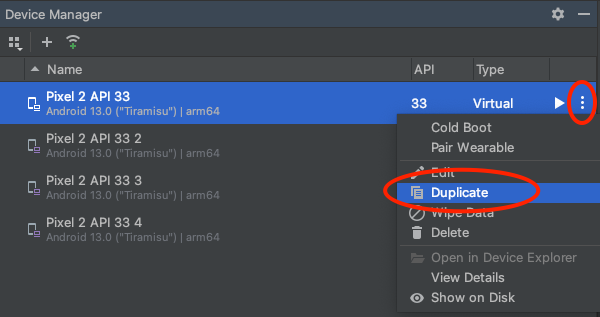 Device Manager
Name API Type
Pixel 2 API 33
Android 13.0 ("Tiramisu") | arm64
33 Virtual
Pixel 2 API 33 2
Android 13.0 ("Tiramisu") | arm64
Pixel 2 API 33 3
Android 13.0 ("Tiramisu") | arm64
Pixel 2 API 33 4
Android 13.0 ("Tiramisu") | arm64
Cold Boot
Pair Wearable
Edit
Duplicate
Wipe Data
Delete
Open in Device Explorer
View Details
Show on Disk